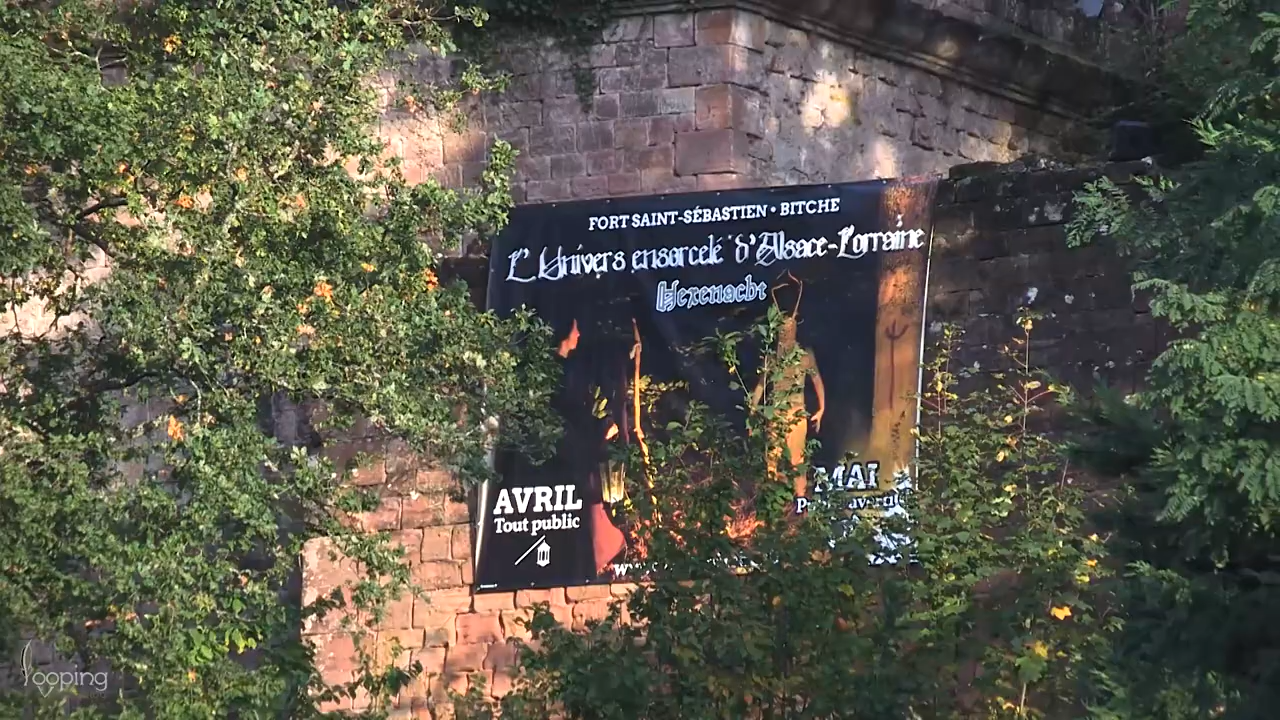 FORT SAINT-SÉBASTIEN • BITCHE
L'Univers ensorcelé d'Alsace-Lorraine
Hexenacht
AVRIL
Tout public
MAI
looping